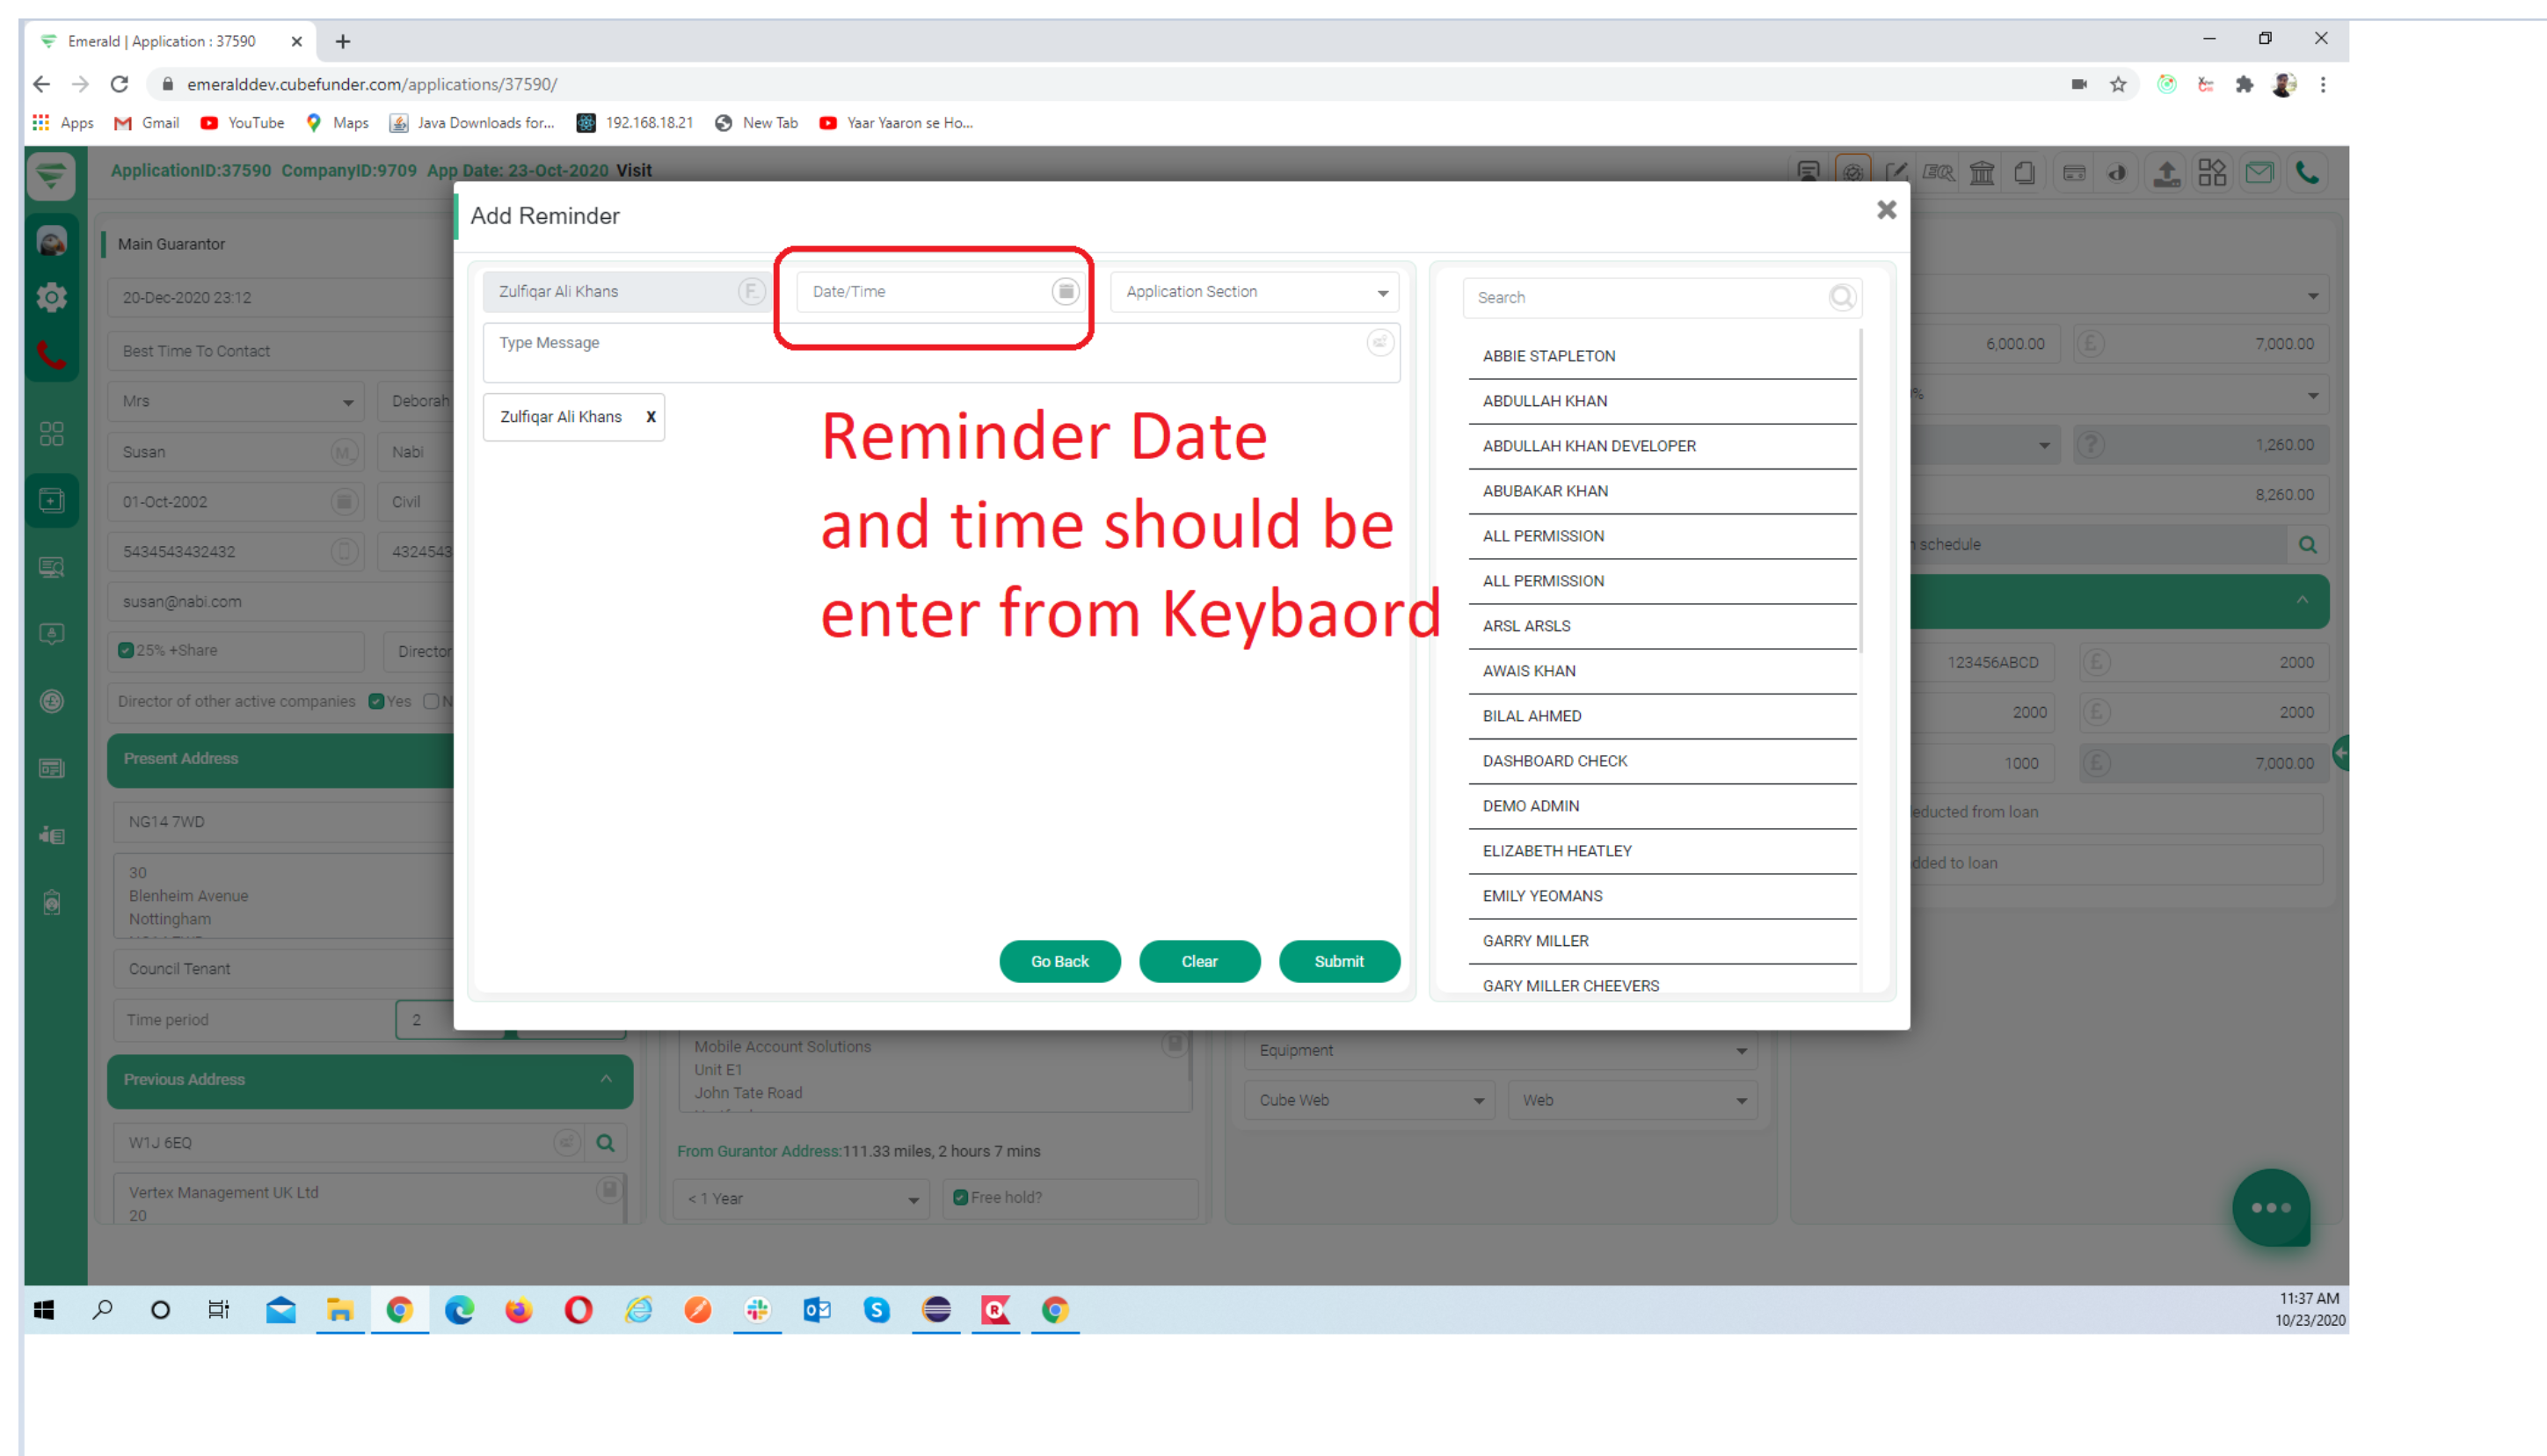 Emerald | Application : 37590
emeralddev.cubefunder.com/applications/37590/
Apps Gmail YouTube Maps Java Downloads for... 192.168.18.21 New Tab Yaar Yaaron se Ho...
ApplicationID:37590 CompanyID:9709 App Date: 23-Oct-2020 Visit
EQ
Add Reminder
Main Guarantor
Zulfiqar Ali Khans
Date/Time
Application Section
Search
20-Dec-2020 23:12
Type Message
Best Time To Contact
6,000.00 £ 7,000.00
Zulfiqar Ali Khans X
Mrs Deborah
Susan Nabi
1,260.00
01-Oct-2002 Civil
8,260.00
5434543432432 4324543
n schedule
susan@nabi.com
25% +Share Director
123456ABCD £ 2000
Director of other active companies Yes N
2000 £ 2000
Present Address
1000 £ 7,000.00
NG14 7WD
educted from loan
30
Blenheim Avenue
Nottingham
dded to loan
Council Tenant
Time period 2
Reminder Date
and time should be
enter from Keybaord
ABBIE STAPLETON
ABDULLAH KHAN
ABDULLAH KHAN DEVELOPER
ABUBAKAR KHAN
ALL PERMISSION
ALL PERMISSION
ARSL ARSLS
AWAIS KHAN
BILAL AHMED
DASHBOARD CHECK
DEMO ADMIN
ELIZABETH HEATLEY
EMILY YEOMANS
GARRY MILLER
GARY MILLER CHEEVERS
Go Back Clear Submit
Previous Address
W1J 6EQ
Vertex Management UK Ltd
20
Mobile Account Solutions
Unit E1
John Tate Road
From Gurantor Address:111.33 miles, 2 hours 7 mins
< 1 Year Free hold?
Equipment
Cube Web Web
11:37 AM
10/23/2020